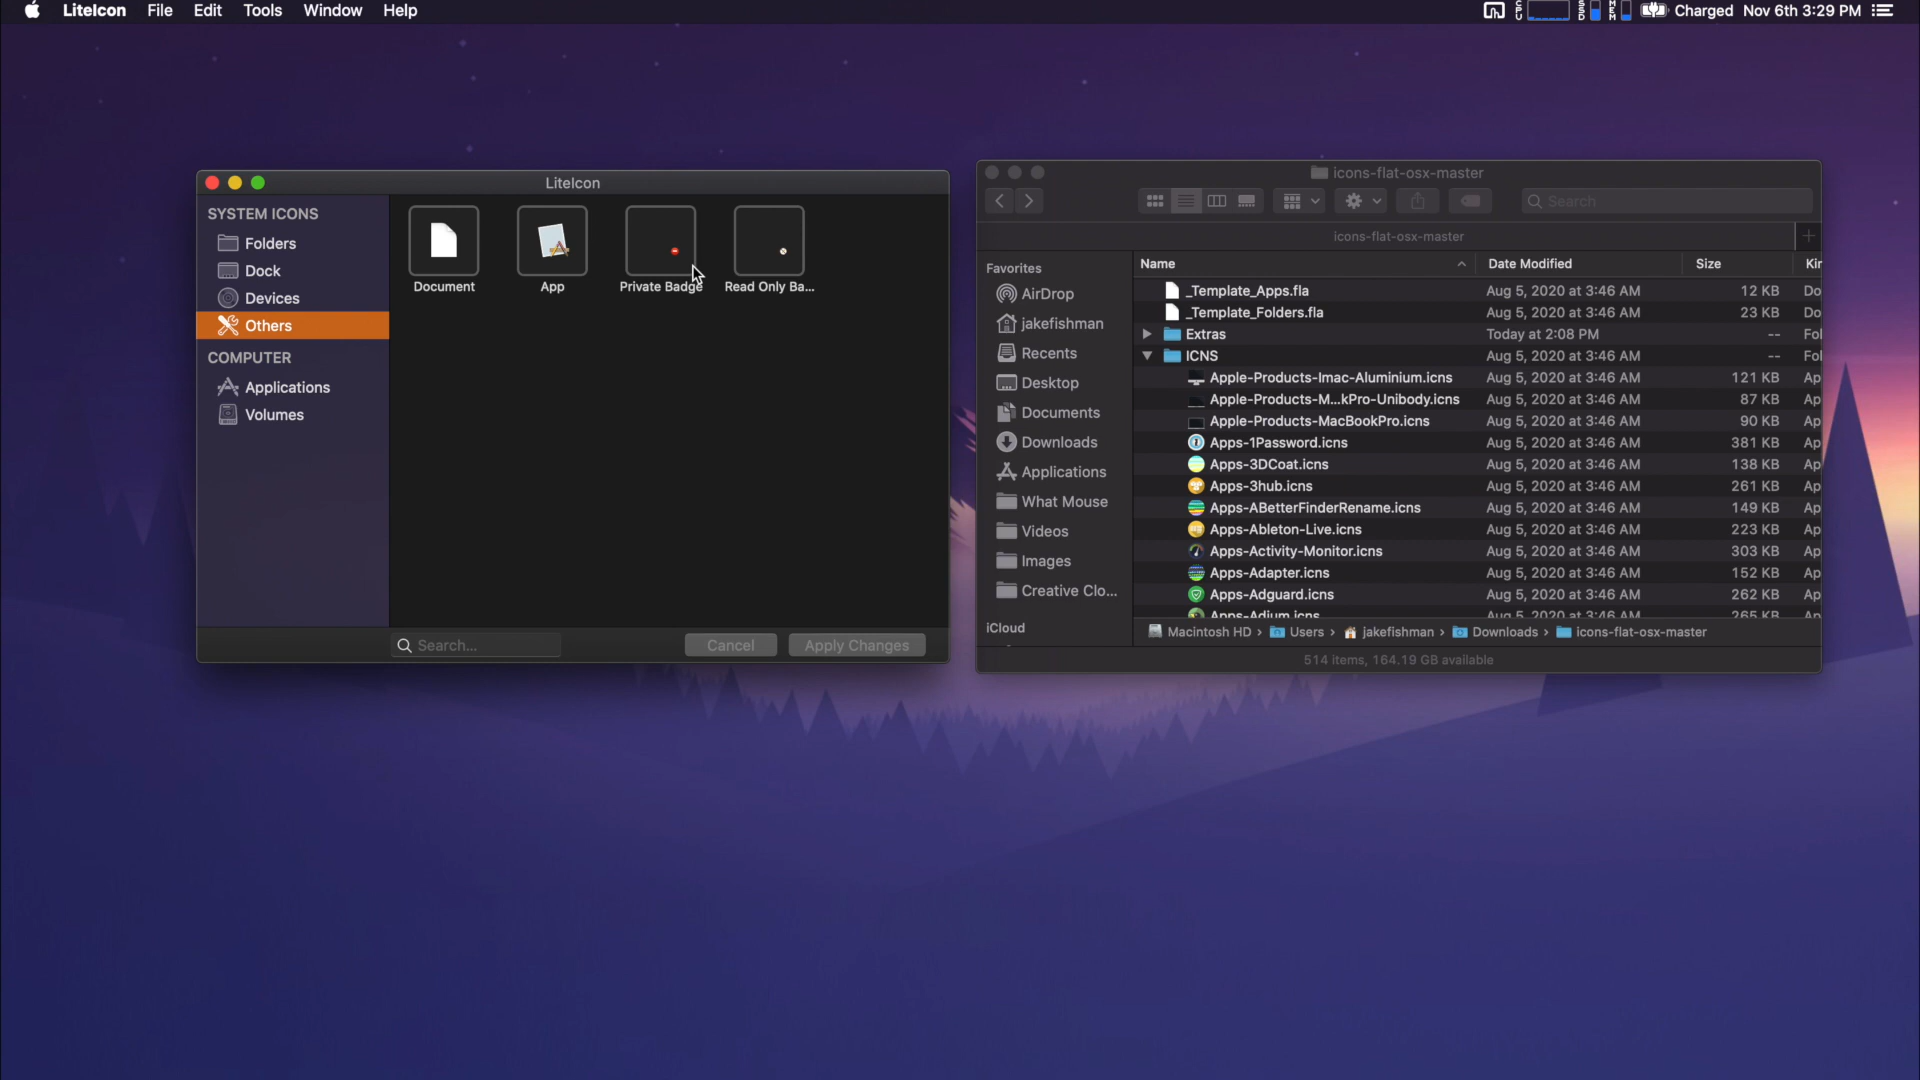 LiteIcon File Edit Tools Window Help
CPU SSD MEM Charged Nov 6th 3:29 PM
LiteIcon
SYSTEM ICONS
Folders
Dock
Devices
Others
COMPUTER
Applications
Volumes
Document App Private Badge Read Only Ba...
Search... Cancel Apply Changes
icons-flat-osx-master
Search
icons-flat-osx-master
Favorites
AirDrop
jakefishman
Recents
Desktop
Documents
Downloads
Applications
What Mouse
Videos
Images
Creative Clo...
iCloud
Name Date Modified Size Kir
_Template_Apps.fla Aug 5, 2020 at 3:46 AM 12 KB Do
_Template_Folders.fla Aug 5, 2020 at 3:46 AM 23 KB Do
Extras Today at 2:08 PM -- Fol
ICNS Aug 5, 2020 at 3:46 AM -- Fol
Apple-Products-Imac-Aluminium.icns Aug 5, 2020 at 3:46 AM 121 KB Ap
Apple-Products-M...kPro-Unibody.icns Aug 5, 2020 at 3:46 AM 87 KB Ap
Apple-Products-MacBookPro.icns Aug 5, 2020 at 3:46 AM 90 KB Ap
Apps-1Password.icns Aug 5, 2020 at 3:46 AM 381 KB Ap
Apps-3DCoat.icns Aug 5, 2020 at 3:46 AM 138 KB Ap
Apps-3hub.icns Aug 5, 2020 at 3:46 AM 261 KB Ap
Apps-ABetterFinderRename.icns Aug 5, 2020 at 3:46 AM 149 KB Ap
Apps-Ableton-Live.icns Aug 5, 2020 at 3:46 AM 223 KB Ap
Apps-Activity-Monitor.icns Aug 5, 2020 at 3:46 AM 303 KB Ap
Apps-Adapter.icns Aug 5, 2020 at 3:46 AM 152 KB Ap
Apps-Adguard.icns Aug 5, 2020 at 3:46 AM 262 KB Ap
Apps-Adium.icns Aug 5, 2020 at 3:46 AM 265 KB Ap
Macintosh HD › Users › jakefishman › Downloads › icons-flat-osx-master
514 items, 164.19 GB available